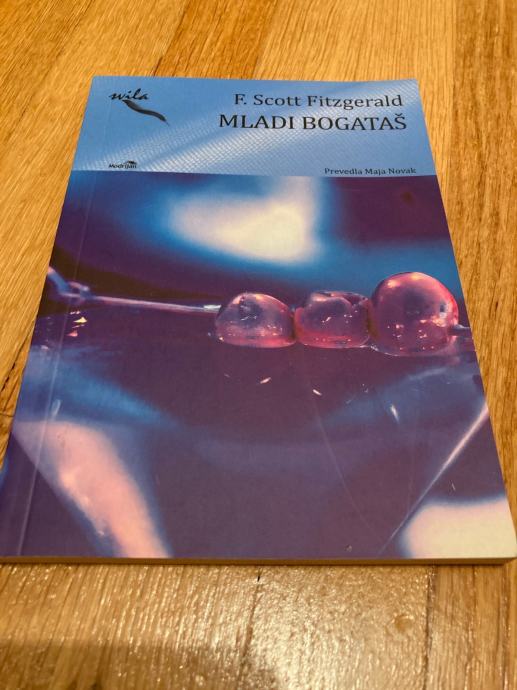 wila
F. Scott Fitzgerald
MLADI BOGATAŠ
Modrijan
Prevedla Maja Novak